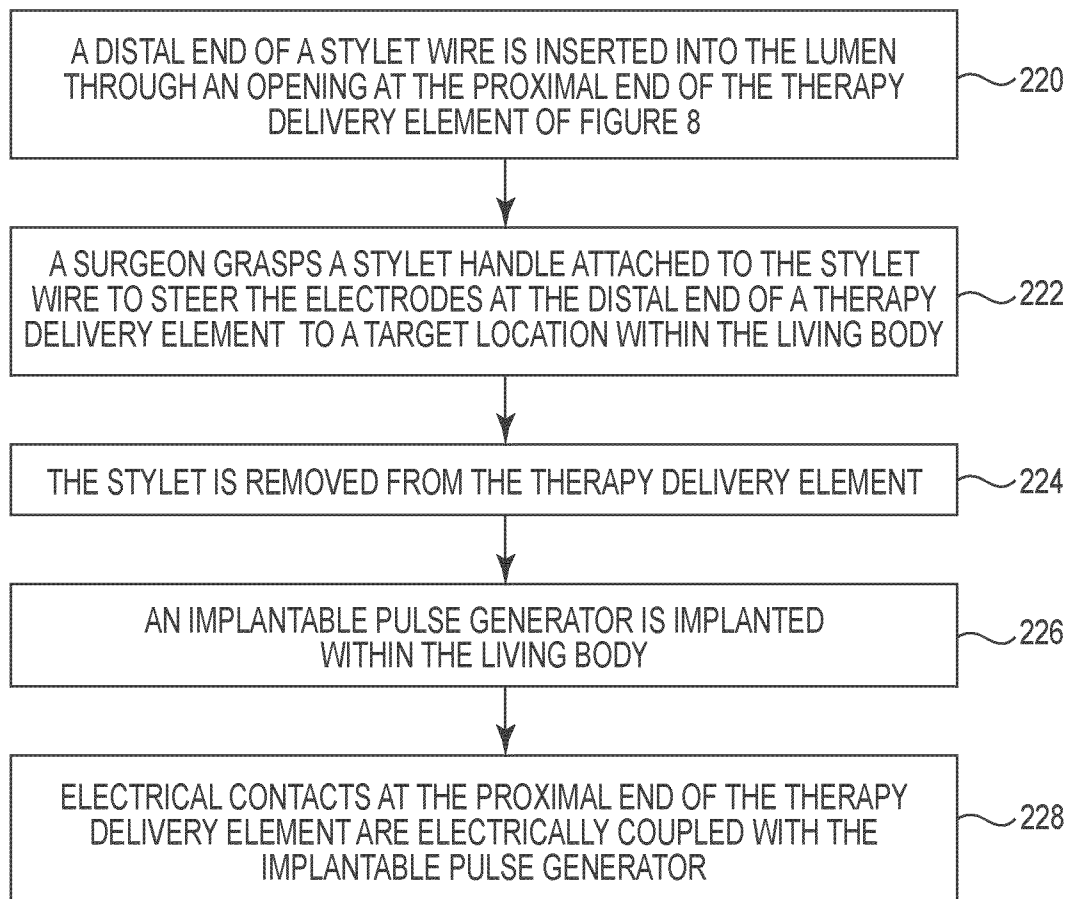 A DISTAL END OF A STYLET WIRE IS INSERTED INTO THE LUMEN
THROUGH AN OPENING AT THE PROXIMAL END OF THE THERAPY
DELIVERY ELEMENT OF FIGURE 8
220
A SURGEON GRASPS A STYLET HANDLE ATTACHED TO THE STYLET
WIRE TO STEER THE ELECTRODES AT THE DISTAL END OF A THERAPY
DELIVERY ELEMENT TO A TARGET LOCATION WITHIN THE LIVING BODY
222
THE STYLET IS REMOVED FROM THE THERAPY DELIVERY ELEMENT
224
AN IMPLANTABLE PULSE GENERATOR IS IMPLANTED
WITHIN THE LIVING BODY
226
ELECTRICAL CONTACTS AT THE PROXIMAL END OF THE THERAPY
DELIVERY ELEMENT ARE ELECTRICALLY COUPLED WITH THE
IMPLANTABLE PULSE GENERATOR
228